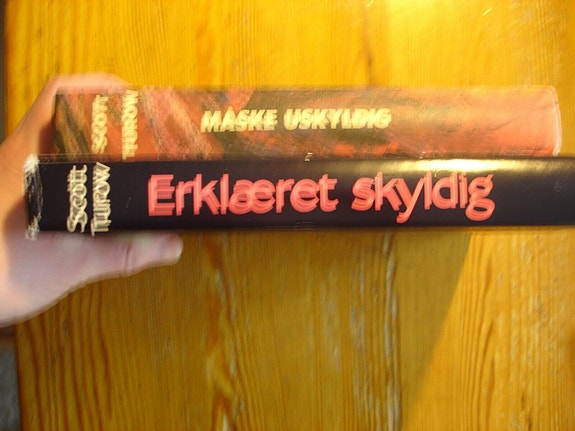 Scott
Turow
MÅSKE USKYLDIG
Scott
Turow
Erklæret skyldig